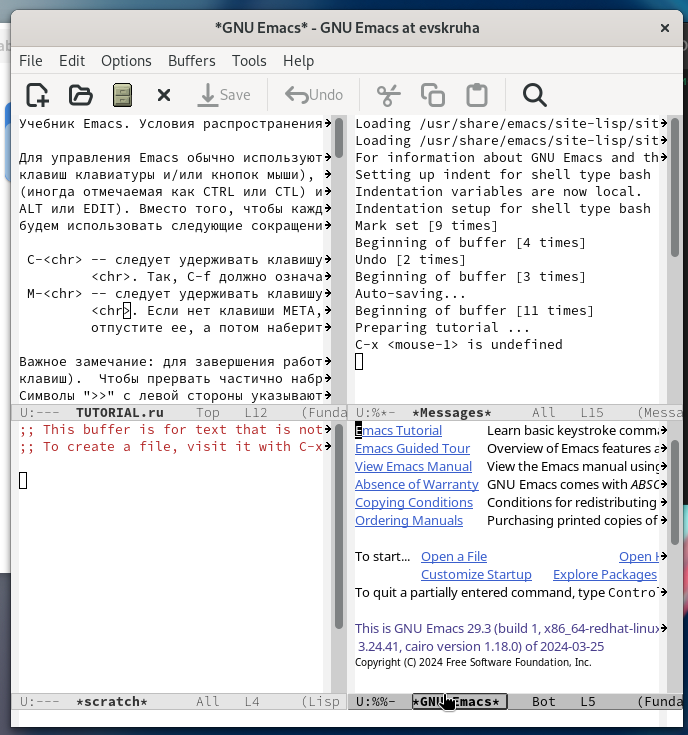 *GNU Emacs* - GNU Emacs at evskruha
File Edit Options Buffers Tools Help
Save Undo
Учебник Emacs. Условия распространения
Для управления Emacs обычно используют
клавиш клавиатуры и/или кнопок мыши),
(иногда отмечаемая как CTRL или CTL) и
ALT или EDIT). Вместо того, чтобы кажд
будем использовать следующие сокращени
C-<chr> -- следует удерживать клавишу
<chr>. Так, C-f должно означа
M-<chr> -- следует удерживать клавишу
<chr>. Если нет клавиши META,
отпустите ее, а потом наберит
Важное замечание: для завершения работ
клавиш). Чтобы прервать частично набр
Символы ">>" с левой стороны указывают
U:--- TUTORIAL.ru Top L12 (Funda
Loading /usr/share/emacs/site-lisp/sit
Loading /usr/share/emacs/site-lisp/sit
For information about GNU Emacs and th
Setting up indent for shell type bash
Indentation variables are now local.
Indentation setup for shell type bash
Mark set [9 times]
Beginning of buffer [4 times]
Undo [2 times]
Beginning of buffer [3 times]
Auto-saving...
Beginning of buffer [11 times]
Preparing tutorial ...
C-x <mouse-1> is undefined
U:%*- *Messages* All L15 (Messa
;; This buffer is for text that is not
;; To create a file, visit it with C-x
U:--- *scratch* All L4 (Lisp
Emacs Tutorial Learn basic keystroke comm
Emacs Guided Tour Overview of Emacs features a
View Emacs Manual View the Emacs manual using
Absence of Warranty GNU Emacs comes with ABSC
Copying Conditions Conditions for redistributing
Ordering Manuals Purchasing printed copies of
To start... Open a File Open H
Customize Startup Explore Packages
To quit a partially entered command, type Contro
This is GNU Emacs 29.3 (build 1, x86_64-redhat-linux
3.24.41, cairo version 1.18.0) of 2024-03-25
Copyright (C) 2024 Free Software Foundation, Inc.
U:%%- *GNU Emacs* Bot L5 (Funda